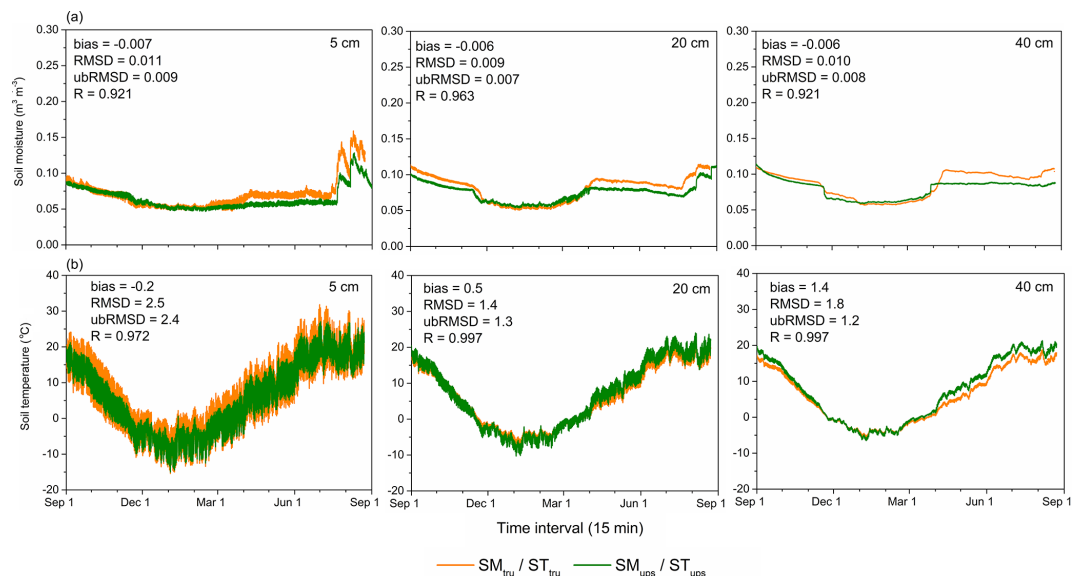 (a)
Soil moisture (m³ m⁻³)
0.30
0.25
0.20
0.15
0.10
0.05
0.00
bias = -0.007
RMSD = 0.011
ubRMSD = 0.009
R = 0.921
5 cm
0.30
0.25
0.20
0.15
0.10
0.05
0.00
bias = -0.006
RMSD = 0.009
ubRMSD = 0.007
R = 0.963
20 cm
0.30
0.25
0.20
0.15
0.10
0.05
0.00
bias = -0.006
RMSD = 0.010
ubRMSD = 0.008
R = 0.921
40 cm
(b)
Soil temperature (°C)
40
30
20
10
0
-10
-20
bias = -0.2
RMSD = 2.5
ubRMSD = 2.4
R = 0.972
5 cm
Sep 1 Dec 1 Mar 1 Jun 1 Sep 1
40
30
20
10
0
-10
-20
bias = 0.5
RMSD = 1.4
ubRMSD = 1.3
R = 0.997
20 cm
Sep 1 Dec 1 Mar 1 Jun 1 Sep 1
40
30
20
10
0
-10
-20
bias = 1.4
RMSD = 1.8
ubRMSD = 1.2
R = 0.997
40 cm
Sep 1 Dec 1 Mar 1 Jun 1 Sep 1
Time interval (15 min)
SM_tru / ST_tru SM_ups / ST_ups